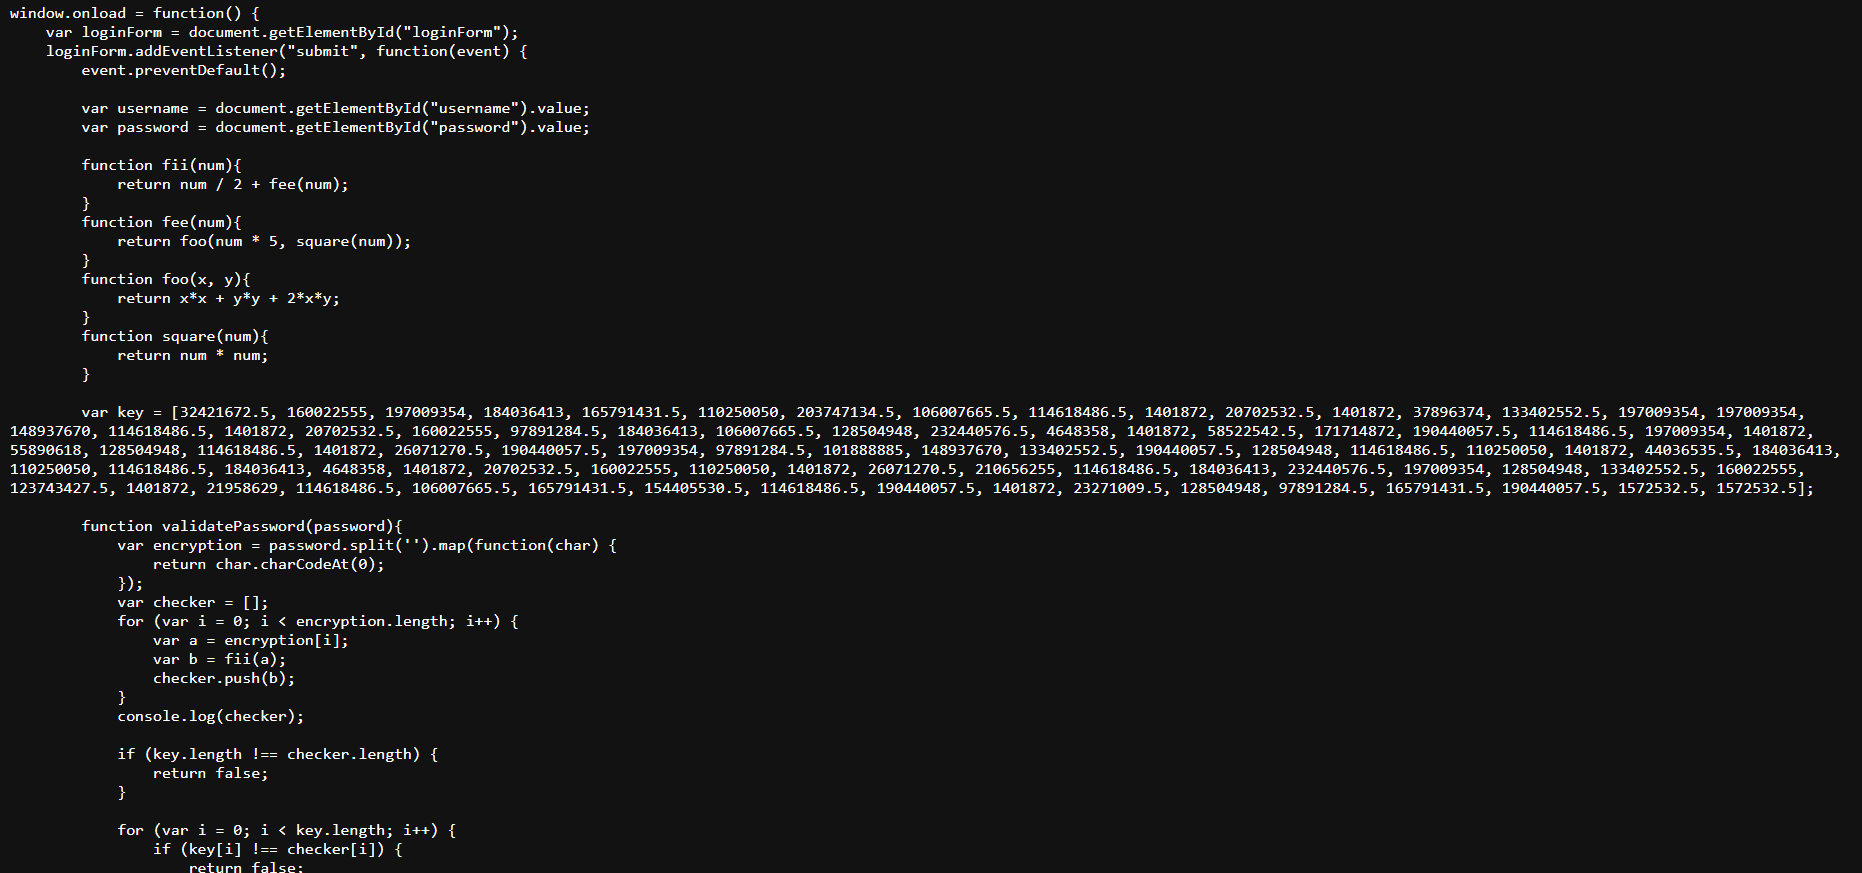 window.onload = function() {
    var loginForm = document.getElementById("loginForm");
    loginForm.addEventListener("submit", function(event) {
        event.preventDefault();

        var username = document.getElementById("username").value;
        var password = document.getElementById("password").value;

        function fii(num){
            return num / 2 + fee(num);
        }
        function fee(num){
            return foo(num * 5, square(num));
        }
        function foo(x, y){
            return x*x + y*y + 2*x*y;
        }
        function square(num){
            return num * num;
        }

        var key = [32421672.5, 160022555, 197009354, 184036413, 165791431.5, 110250050, 203747134.5, 106007665.5, 114618486.5, 1401872, 20702532.5, 1401872, 37896374, 133402552.5, 197009354, 197009354,
148937670, 114618486.5, 1401872, 20702532.5, 160022555, 97891284.5, 184036413, 106007665.5, 128504948, 232440576.5, 4648358, 1401872, 58522542.5, 171714872, 190440057.5, 114618486.5, 197009354, 1401872,
55890618, 128504948, 114618486.5, 1401872, 26071270.5, 190440057.5, 197009354, 97891284.5, 101888885, 148937670, 133402552.5, 190440057.5, 128504948, 114618486.5, 110250050, 1401872, 44036535.5, 184036413,
110250050, 114618486.5, 184036413, 4648358, 1401872, 20702532.5, 160022555, 110250050, 1401872, 26071270.5, 210656255, 114618486.5, 184036413, 232440576.5, 197009354, 128504948, 133402552.5, 160022555,
123743427.5, 1401872, 21958629, 114618486.5, 106007665.5, 165791431.5, 154405530.5, 114618486.5, 190440057.5, 1401872, 23271009.5, 128504948, 97891284.5, 165791431.5, 190440057.5, 1572532.5, 1572532.5];

        function validatePassword(password){
            var encryption = password.split('').map(function(char) {
                return char.charCodeAt(0);
            });
            var checker = [];
            for (var i = 0; i < encryption.length; i++) {
                var a = encryption[i];
                var b = fii(a);
                checker.push(b);
            }
            console.log(checker);

            if (key.length !== checker.length) {
                return false;
            }

            for (var i = 0; i < key.length; i++) {
                if (key[i] !== checker[i]) {
                    return false;